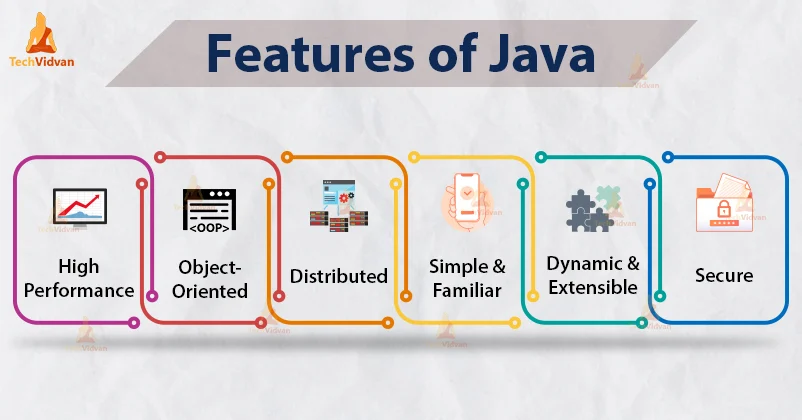 TechVidvan
Features of Java
High
Performance
<OOP>
Object-
Oriented
Distributed
Simple &
Familiar
Dynamic &
Extensible
Secure